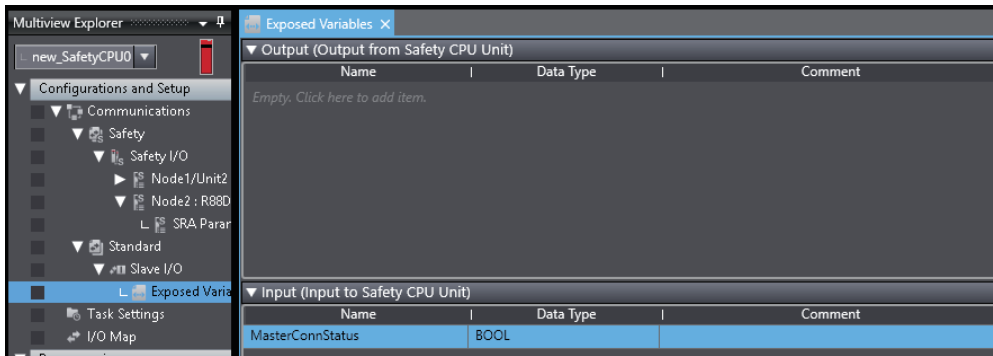 Multiview Explorer
new_SafetyCPU0
Configurations and Setup
Communications
Safety
Safety I/O
Node1/Unit2
Node2 : R88D
SRA Parar
Standard
Slave I/O
Exposed Varia
Task Settings
I/O Map
Exposed Variables
Output (Output from Safety CPU Unit)
Name Data Type Comment
Empty. Click here to add item.
Input (Input to Safety CPU Unit)
Name Data Type Comment
MasterConnStatus BOOL